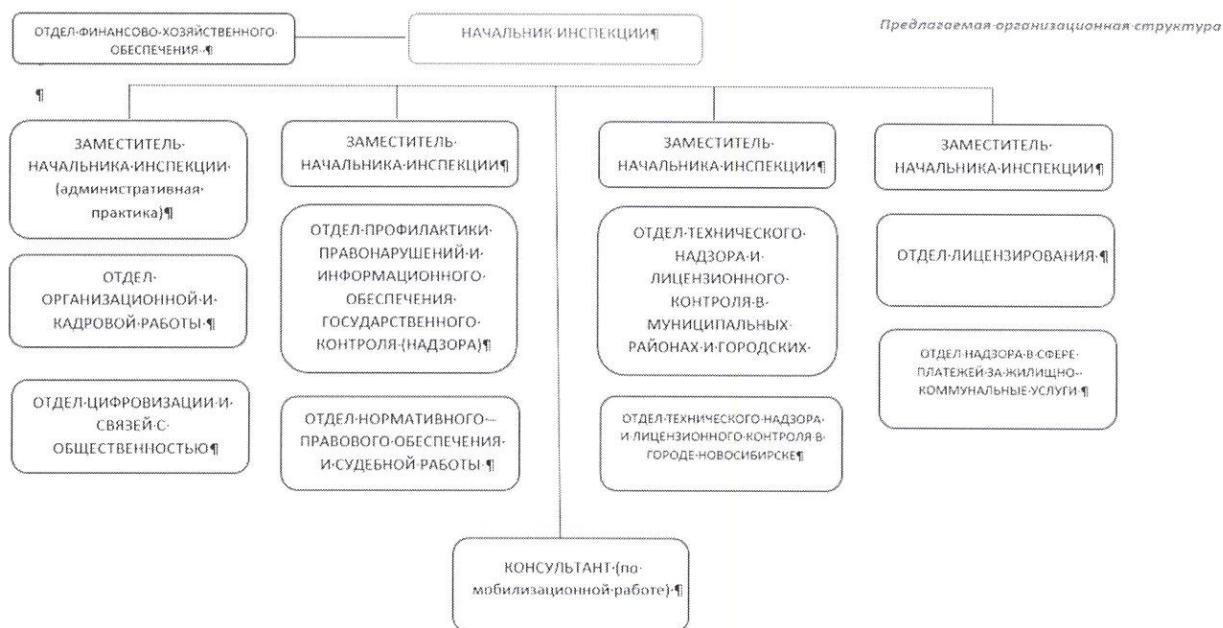 Предлагаемая·организационная·структура
ОТДЕЛ·ФИНАНСОВО-ХОЗЯЙСТВЕННОГО·
ОБЕСПЕЧЕНИЯ·¶
НАЧАЛЬНИК·ИНСПЕКЦИИ¶
¶
ЗАМЕСТИТЕЛЬ·
НАЧАЛЬНИКА·ИНСПЕКЦИИ·
(административная·
практика)¶
ОТДЕЛ·
ОРГАНИЗАЦИОННОЙ·И·
КАДРОВОЙ·РАБОТЫ·¶
ОТДЕЛ·ЦИФРОВИЗАЦИИ·И·
СВЯЗЕЙ·С·
ОБЩЕСТВЕННОСТЬЮ¶
ЗАМЕСТИТЕЛЬ·
НАЧАЛЬНИКА·ИНСПЕКЦИИ¶
ОТДЕЛ·ПРОФИЛАКТИКИ·
ПРАВОНАРУШЕНИЙ·И·
ИНФОРМАЦИОННОГО·
ОБЕСПЕЧЕНИЯ·
ГОСУДАРСТВЕННОГО·
КОНТРОЛЯ·(НАДЗОРА)¶
ОТДЕЛ·НОРМАТИВНОГО·–
ПРАВОВОГО·ОБЕСПЕЧЕНИЯ·
И·СУДЕБНОЙ·РАБОТЫ·¶
ЗАМЕСТИТЕЛЬ·
НАЧАЛЬНИКА·ИНСПЕКЦИИ¶
ОТДЕЛ·ТЕХНИЧЕСКОГО·
НАДЗОРА·И·
ЛИЦЕНЗИОННОГО·
КОНТРОЛЯ·В·
МУНИЦИПАЛЬНЫХ·
РАЙОНАХ·И·ГОРОДСКИХ·
ОТДЕЛ·ТЕХНИЧЕСКОГО·НАДЗОРА·
И·ЛИЦЕНЗИОННОГО·КОНТРОЛЯ·В·
ГОРОДЕ·НОВОСИБИРСКЕ¶
ЗАМЕСТИТЕЛЬ·
НАЧАЛЬНИКА·ИНСПЕКЦИИ¶
ОТДЕЛ·ЛИЦЕНЗИРОВАНИЯ·¶
ОТДЕЛ·НАДЗОРА·В·СФЕРЕ·
ПЛАТЕЖЕЙ·ЗА·ЖИЛИЩНО-·
КОММУНАЛЬНЫЕ·УСЛУГИ·¶
КОНСУЛЬТАНТ·(по·
мобилизационной·работе)·¶